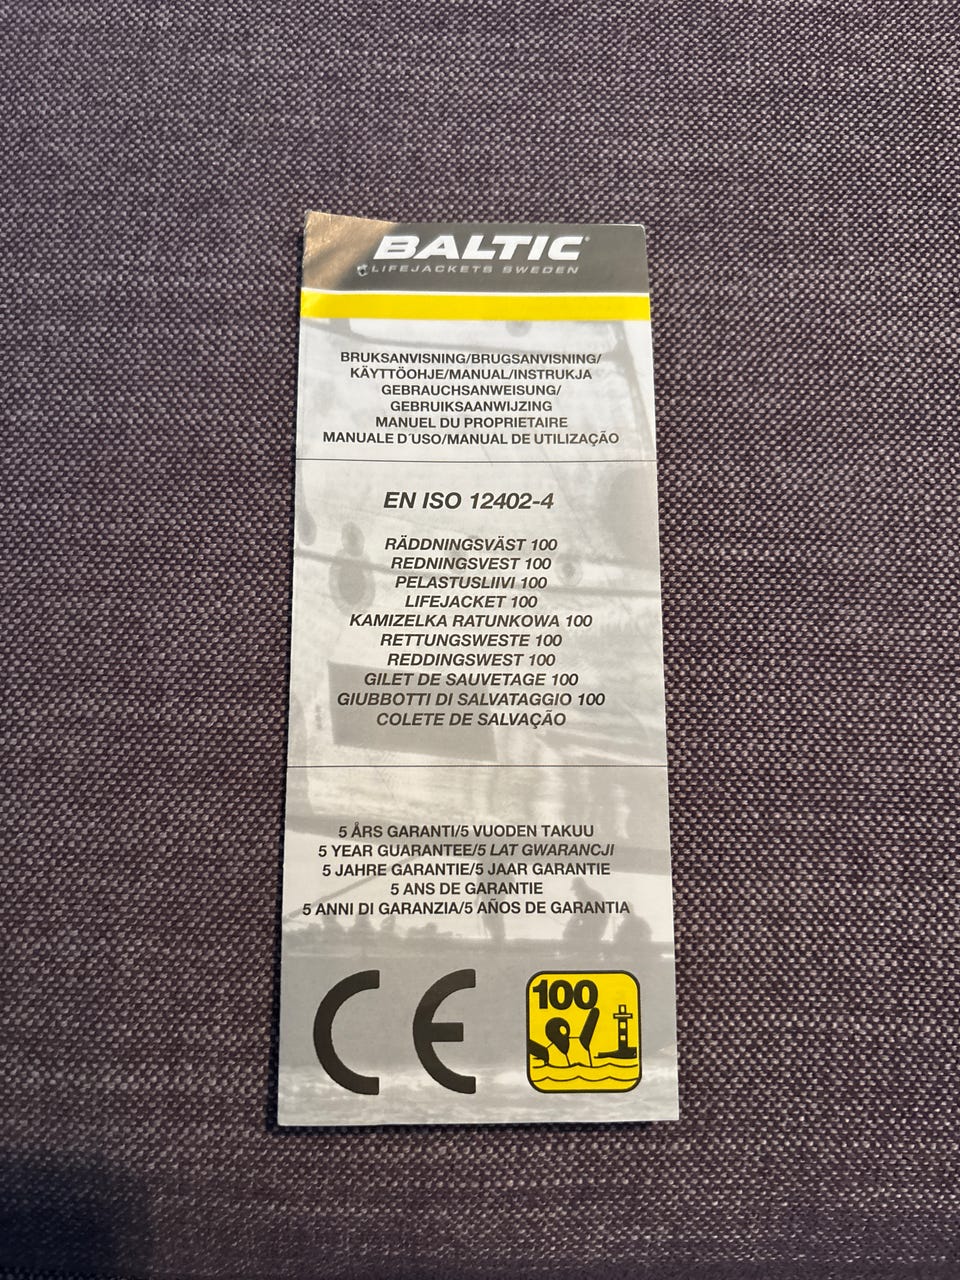 BALTIC®
LIFEJACKETS SWEDEN
BRUKSANVISNING/BRUGSANVISNING/
KÄYTTÖOHJE/MANUAL/INSTRUKJA
GEBRAUCHSANWEISUNG/
GEBRUIKSAANWIJZING
MANUEL DU PROPRIETAIRE
MANUALE D´USO/MANUAL DE UTILIZAÇÃO
EN ISO 12402-4
RÄDDNINGSVÄST 100
REDNINGSVEST 100
PELASTUSLIIVI 100
LIFEJACKET 100
KAMIZELKA RATUNKOWA 100
RETTUNGSWESTE 100
REDDINGSWEST 100
GILET DE SAUVETAGE 100
GIUBBOTTI DI SALVATAGGIO 100
COLETE DE SALVAÇÃO
5 ÅRS GARANTI/5 VUODEN TAKUU
5 YEAR GUARANTEE/5 LAT GWARANCJI
5 JAHRE GARANTIE/5 JAAR GARANTIE
5 ANS DE GARANTIE
5 ANNI DI GARANZIA/5 AÑOS DE GARANTIA
CE
100